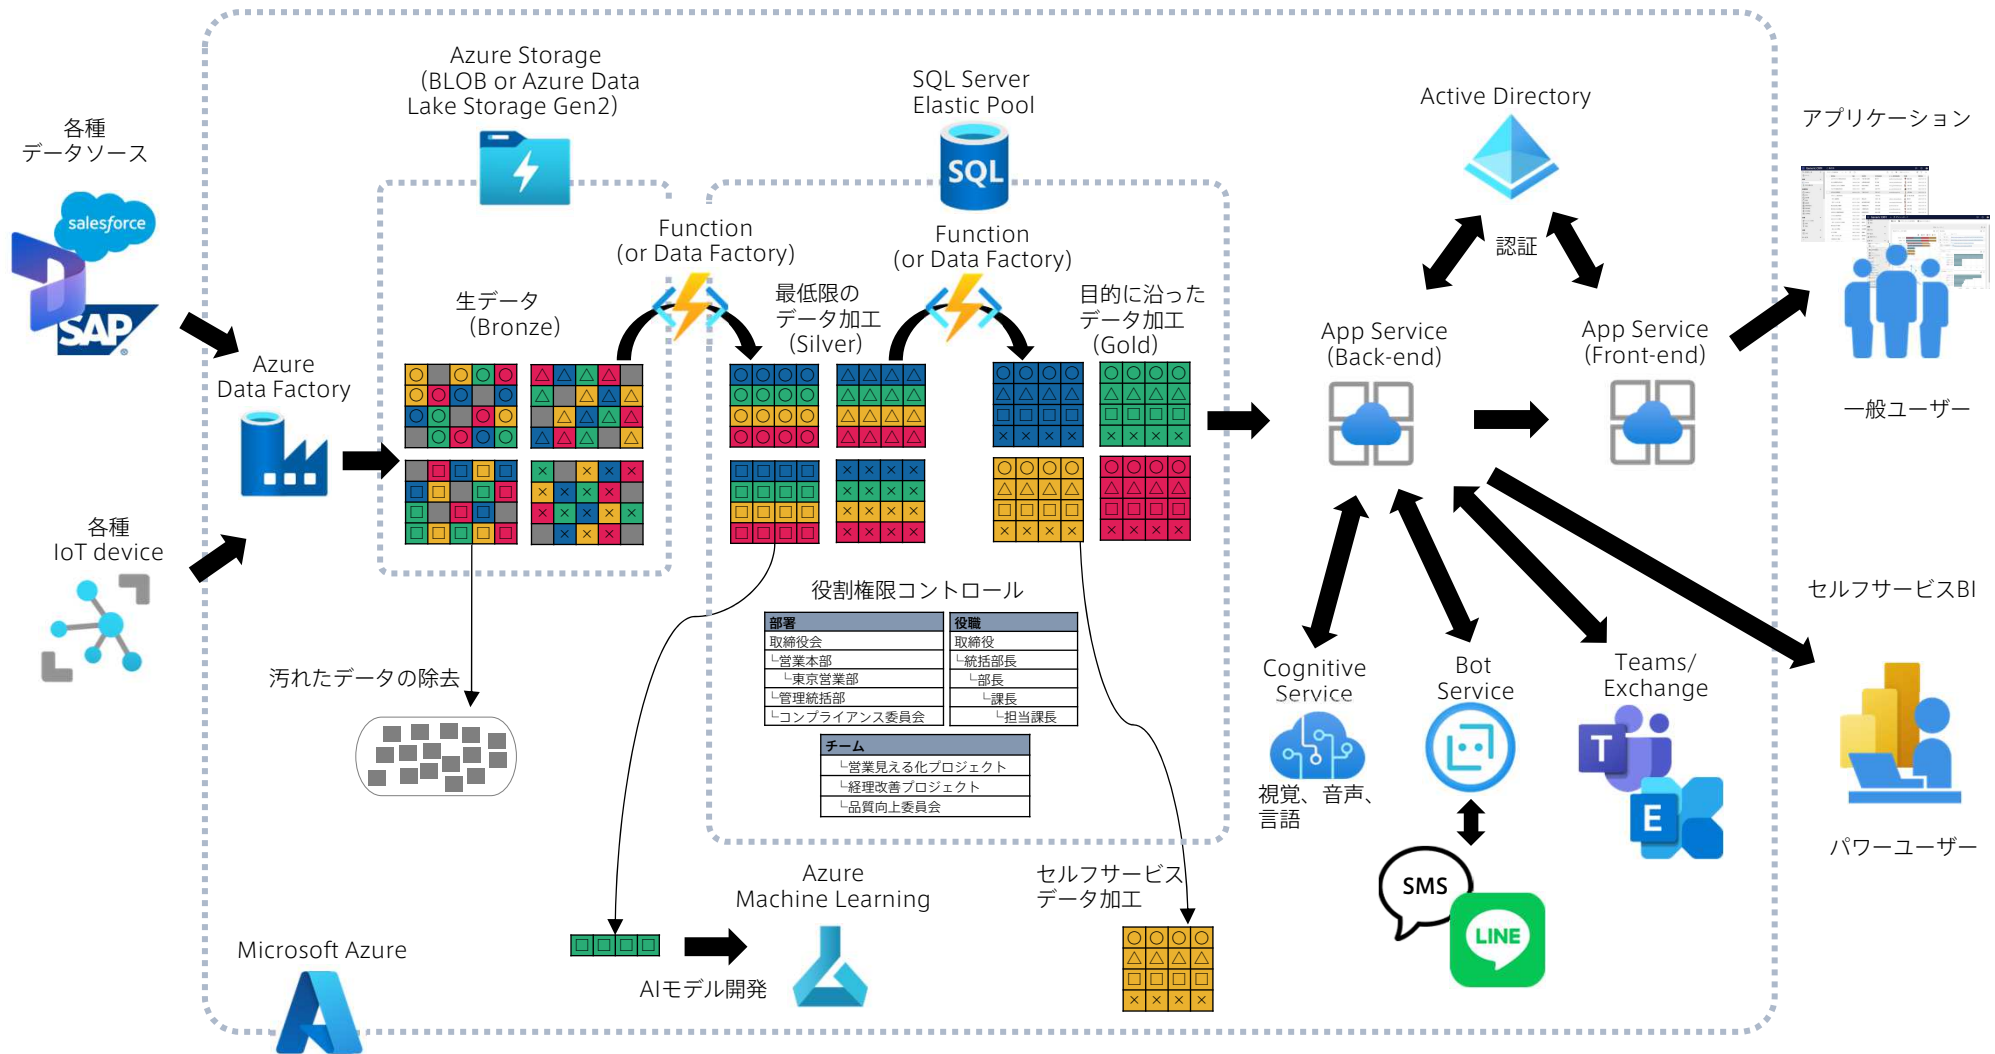 各種
データソース
salesforce
SAP
各種
IoT device
Azure
Data Factory
Azure Storage
(BLOB or Azure Data
Lake Storage Gen2)
生データ
(Bronze)
汚れたデータの除去
Function
(or Data Factory)
SQL Server
Elastic Pool
SQL
最低限の
データ加工
(Silver)
Function
(or Data Factory)
目的に沿った
データ加工
(Gold)
役割権限コントロール
部署
取締役会
└営業本部
└東京営業部
└管理統括部
└コンプライアンス委員会
役職
取締役
└統括部長
└部長
└課長
└担当課長
チーム
└営業見える化プロジェクト
└経理改善プロジェクト
└品質向上委員会
AIモデル開発
Azure
Machine Learning
セルフサービス
データ加工
Microsoft Azure
Active Directory
認証
App Service
(Back-end)
App Service
(Front-end)
Cognitive
Service
視覚、音声、
言語
Bot
Service
SMS
LINE
Teams/
Exchange
T
E
アプリケーション
一般ユーザー
セルフサービスBI
パワーユーザー